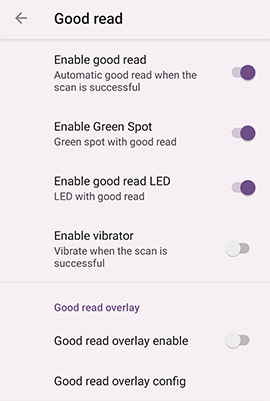 Good read
Enable good read
Automatic good read when the
scan is successful
Enable Green Spot
Green spot with good read
Enable good read LED
LED with good read
Enable vibrator
Vibrate when the scan is
successful
Good read overlay
Good read overlay enable
Good read overlay config